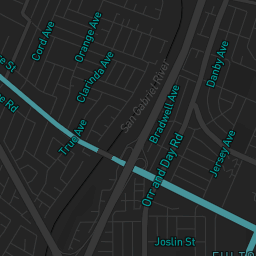 Cord Ave
Orange Ave
Clarinda Ave
San Gabriel River
Bradwell Ave
Danby Ave
True Ave
Orr and Day Rd
Jersey Ave
Joslin St